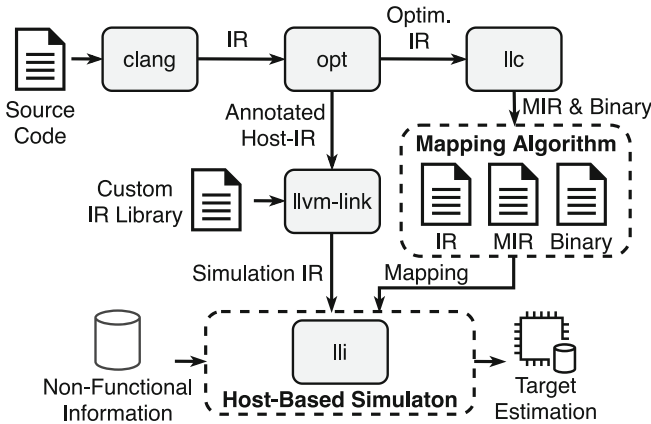 Optim.
IR
IR
clang
opt
llc
Source
Code
Annotated
Host-IR
MIR & Binary
Mapping Algorithm
Custom
IR Library
llvm-link
IR
MIR
Binary
Simulation IR
Mapping
lli
Non-Functional
Information
Host-Based Simulaton
Target
Estimation